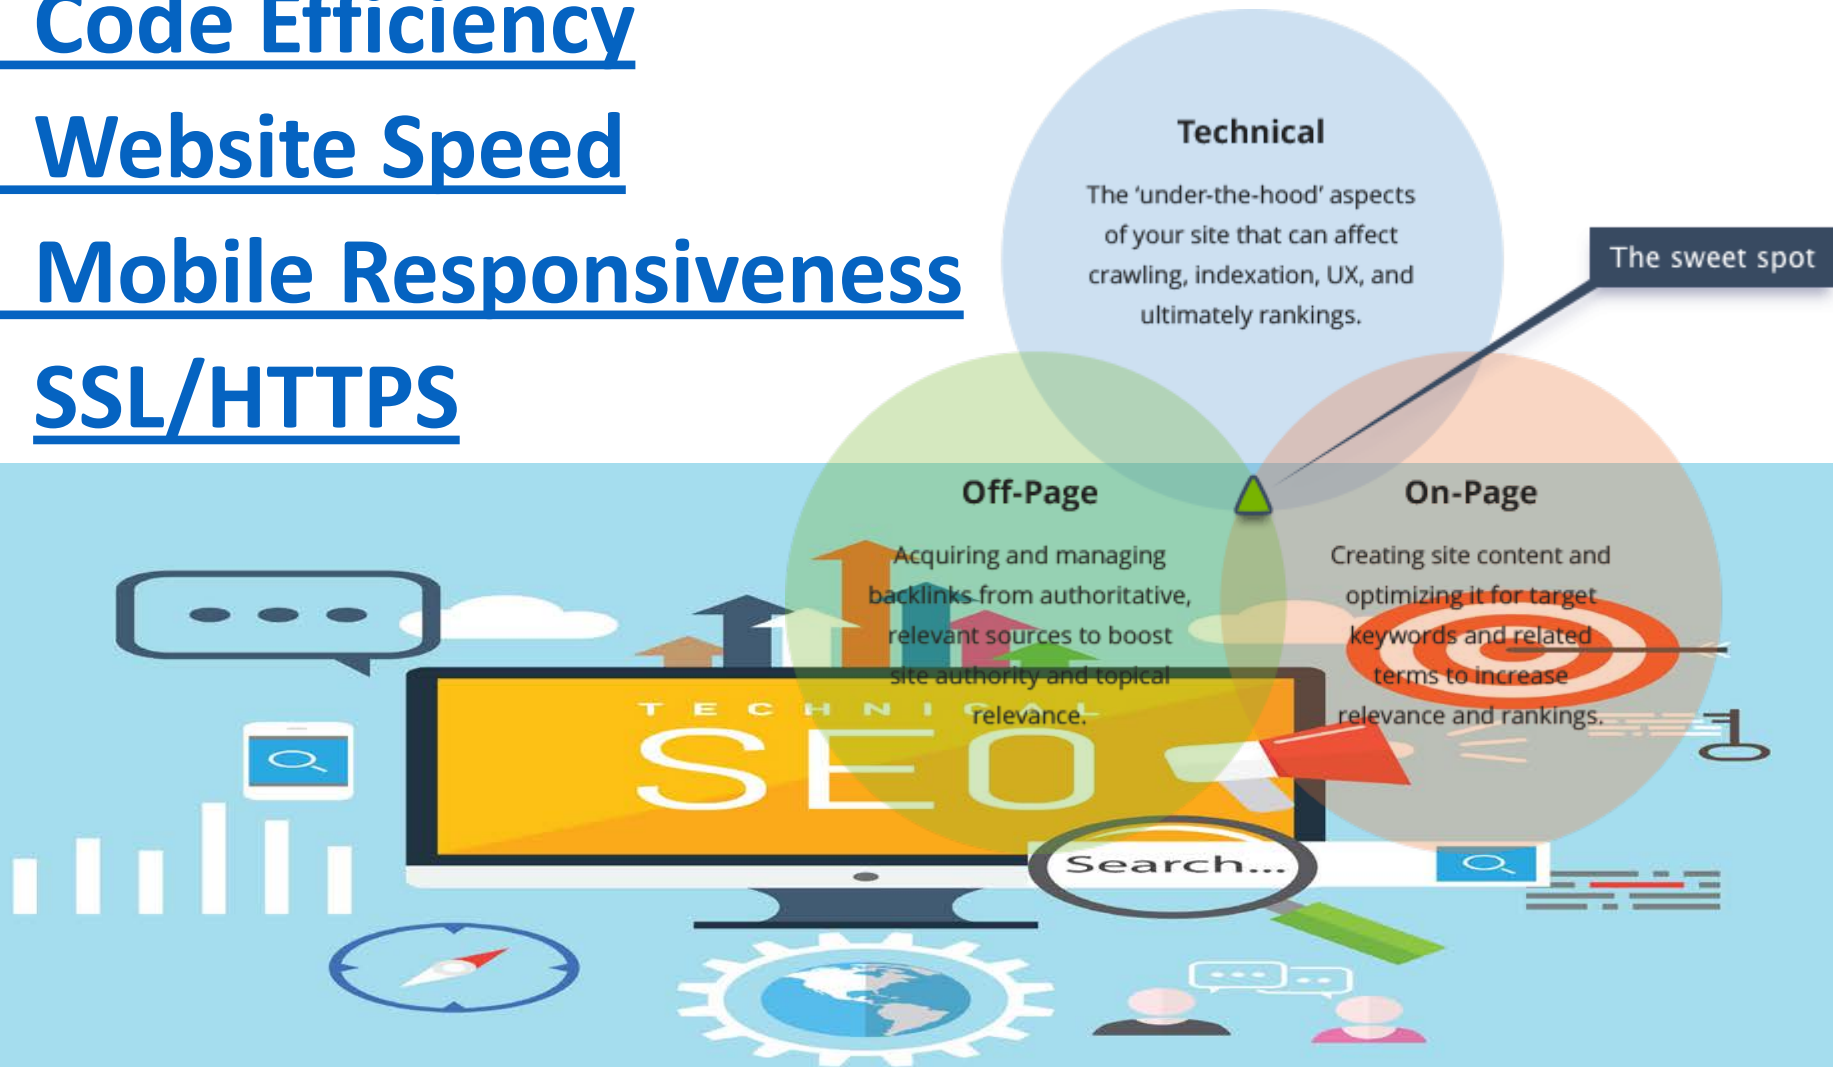 Code Efficiency
Website Speed
Mobile Responsiveness
SSL/HTTPS
Technical
The ‘under-the-hood’ aspects
of your site that can affect
crawling, indexation, UX, and
ultimately rankings.
The sweet spot
Off-Page
Acquiring and managing
backlinks from authoritative,
relevant sources to boost
site authority and topical
relevance.
On-Page
Creating site content and
optimizing it for target
keywords and related
terms to increase
relevance and rankings.
TECHNICAL
SEO
Search...